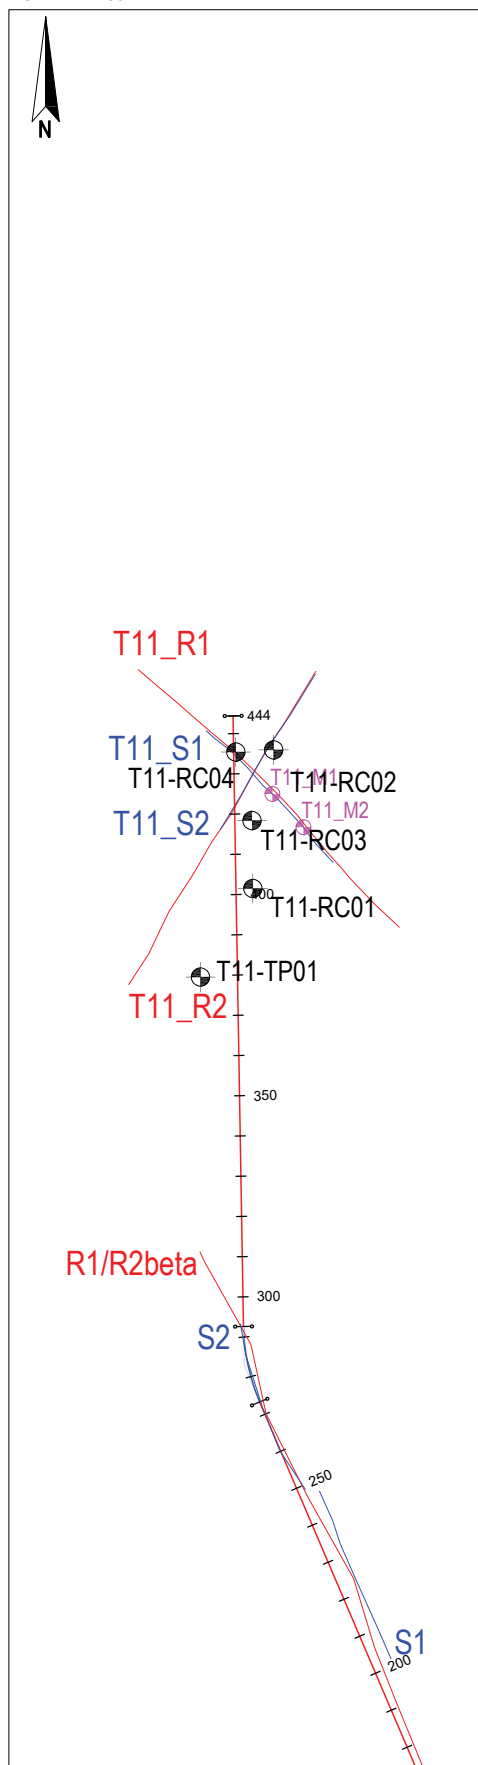 N
T11_R1
444
T11_S1
T11-RC04
T11_M1
T11-RC02
T11_M2
T11_S2
T11-RC03
400
T11-RC01
T11-TP01
T11_R2
350
R1/R2beta
300
S2
250
S1
200